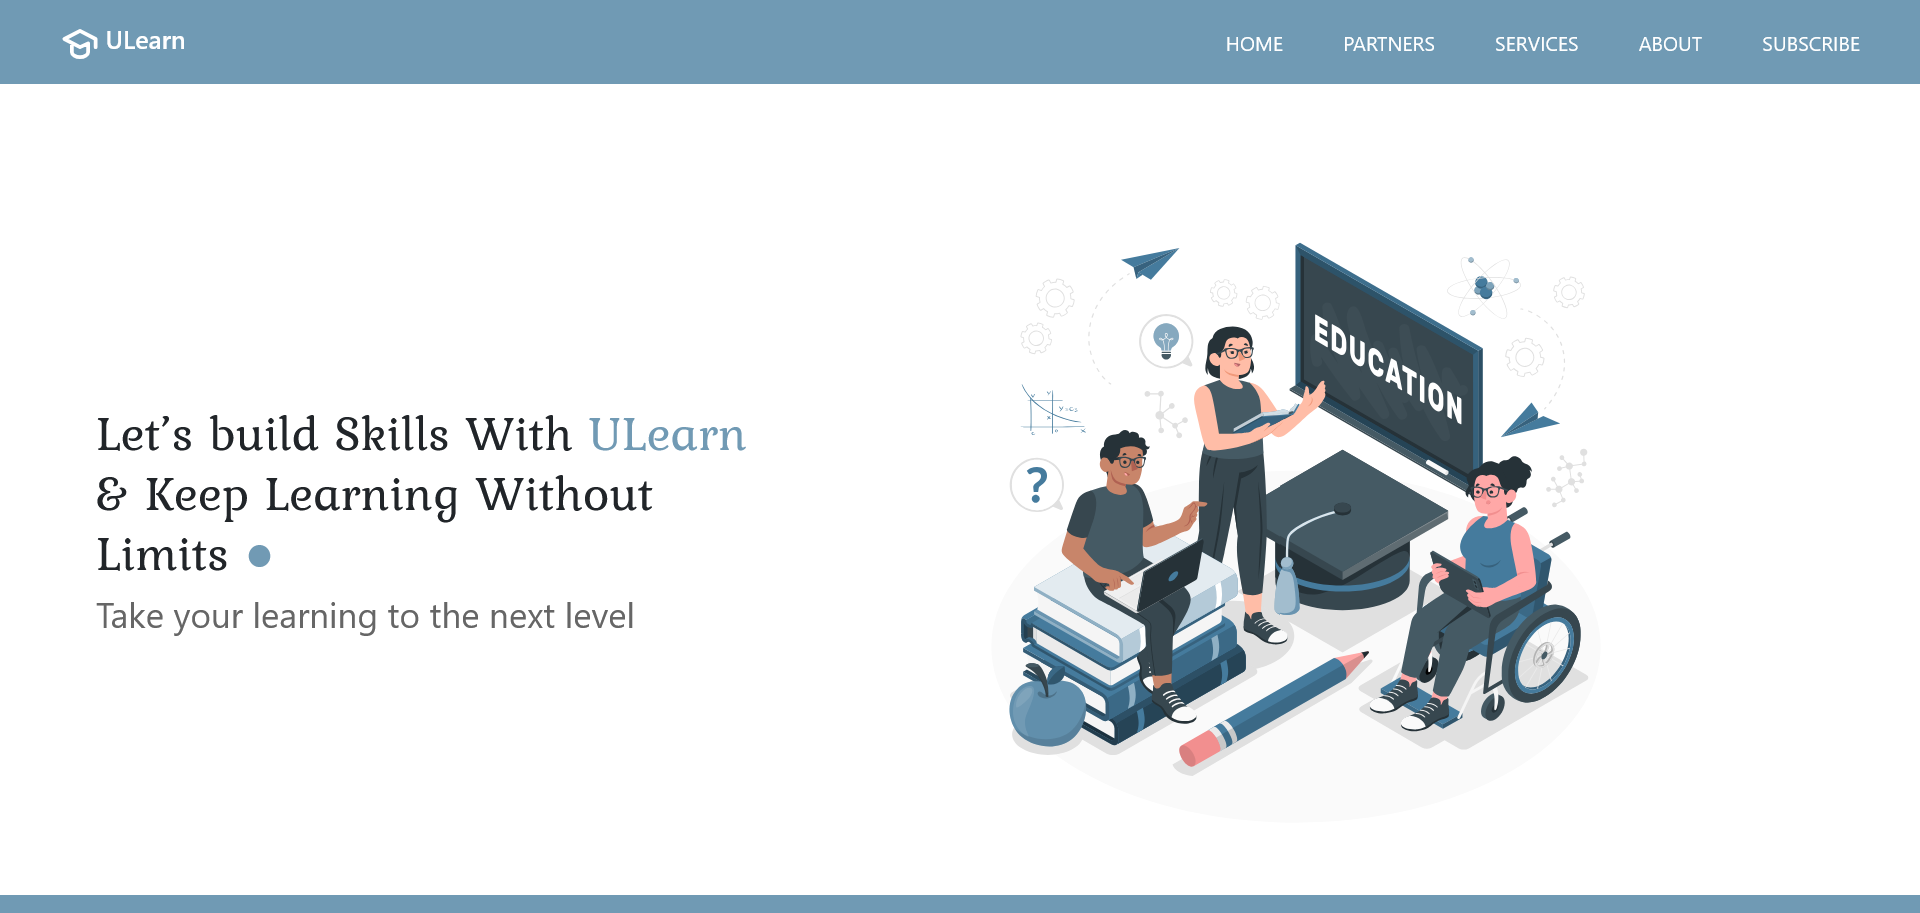 ULearn
HOME PARTNERS SERVICES ABOUT SUBSCRIBE
Let’s build Skills With ULearn
& Keep Learning Without
Limits
Take your learning to the next level
EDUCATION
?